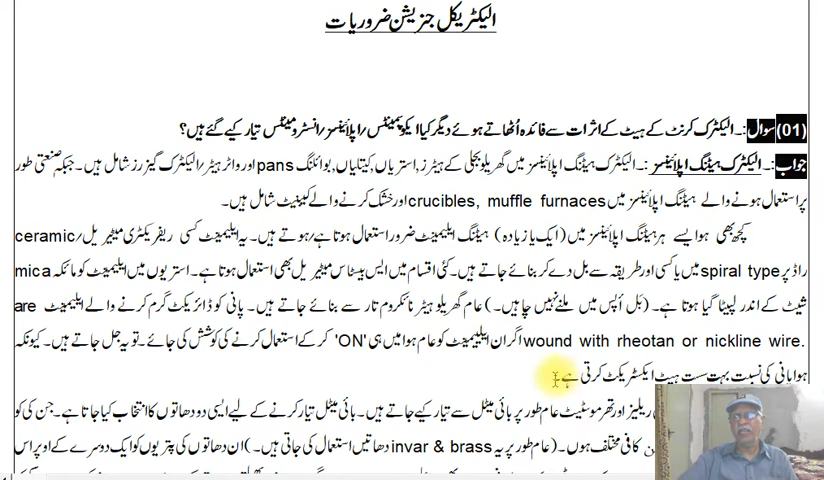 الیکٹریکل جنریشن ضروریات
(01) سوال :۔ الیکٹرک کرنٹ کے ہیٹ کے اثرات سے فائدہ اُٹھاتے ہوئے دیگر کیا ایکوپمینٹس/ اپلائینسز/ انسٹرومینٹس تیار کیے گئے ہیں؟
جواب :۔ الیکٹرک ہیٹنگ اپلائینسز :۔ الیکٹرک ہیٹنگ اپلائینسز میں گھریلو بجلی کے ہیٹرز, استریاں, کیتلیاں, بوائلنگ pans اور واٹر ہیٹر/ الیکٹرک گیزرز شامل ہیں۔ جبکہ صنعتی طور
پر استعمال ہونے والے ہیٹنگ اپلائینسز میں crucibles, muffle furnaces اور خشک کرنے والے کیبنیٹ شامل ہیں۔
کچھ بھی ہو ایسے ہر ہیٹنگ اپلائینسز میں (ایک یا زیادہ) ہیٹنگ ایلیمینٹ ضرور استعمال ہوتا ہے/ ہوتے ہیں۔ یہ ایلیمینٹ کسی ریفریکٹری میٹیریل/ ceramic
راڈ پر spiral type میں یا کسی اور طریقہ سے بل دے کر بنائے جاتے ہیں۔ کئی اقسام میں ایس بیسٹاس میٹیریل بھی استعمال ہوتا ہے۔ استریوں میں ایلیمینٹ کو مائکہ mica
شیٹ کے اندر لپیٹا گیا ہوتا ہے۔ (بَل آپس میں ملنے نہیں چاہیں)۔ عام گھریلو ہیٹر نائکروم تار سے بنائے جاتے ہیں۔ پانی کو ڈائریکٹ گرم کرنے والے ایلیمینٹ are
wound with rheotan or nickline wire. اگر ان ایلیمینٹ کو عام ہوا میں ہی 'ON' کر کے استعمال کرنے کی کوشش کی جائے۔ تو یہ جل جاتے ہیں۔ کیونکہ
ہوا پانی کی نسبت بہت سست ہیٹ ایکسٹریکٹ کرتی ہے۔
ریلیز اور تھرموسٹیٹ عام طور پر بائی میٹل سے تیار کیے جاتے ہیں۔ بائی میٹل تیار کرنے کے لیے ایسی دو دھاتوں کا انتخاب کیا جاتا ہے۔ جن کی کو
کافی مختلف ہوں۔ (عام طور پر یہ invar & brass دھاتیں استعمال کی جاتی ہیں۔) ان دھاتوں کی پتریوں کو ایک دوسرے کے اوپر اس